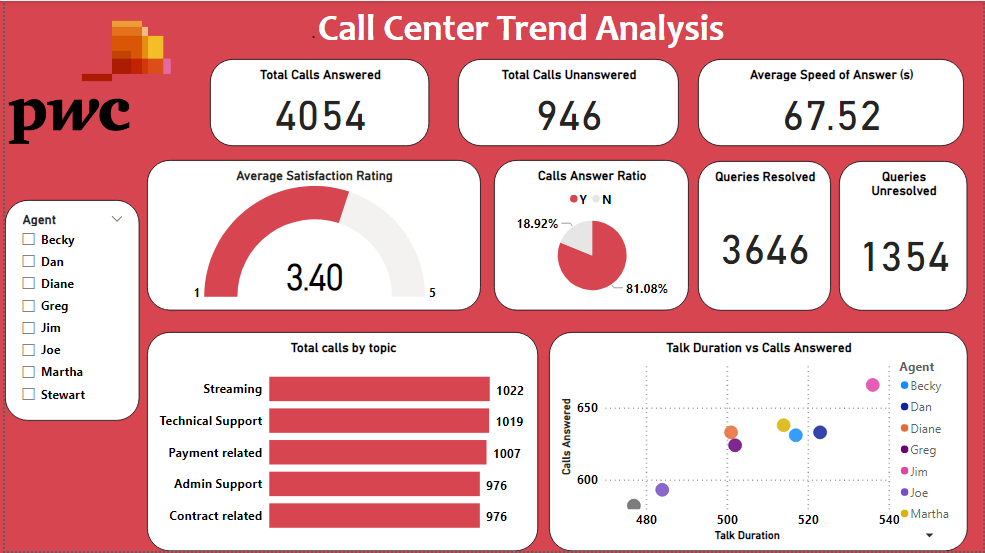 Call Center Trend Analysis
pwc
Total Calls Answered
4054
Total Calls Unanswered
946
Average Speed of Answer (s)
67.52
Agent
Becky
Dan
Diane
Greg
Jim
Joe
Martha
Stewart
Average Satisfaction Rating
3.40
1
5
Calls Answer Ratio
Y N
18.92%
81.08%
Queries Resolved
3646
Queries
Unresolved
1354
Total calls by topic
Streaming 1022
Technical Support 1019
Payment related 1007
Admin Support 976
Contract related 976
Talk Duration vs Calls Answered
Calls Answered
650
600
480 500 520 540
Talk Duration
Agent
Becky
Dan
Diane
Greg
Jim
Joe
Martha